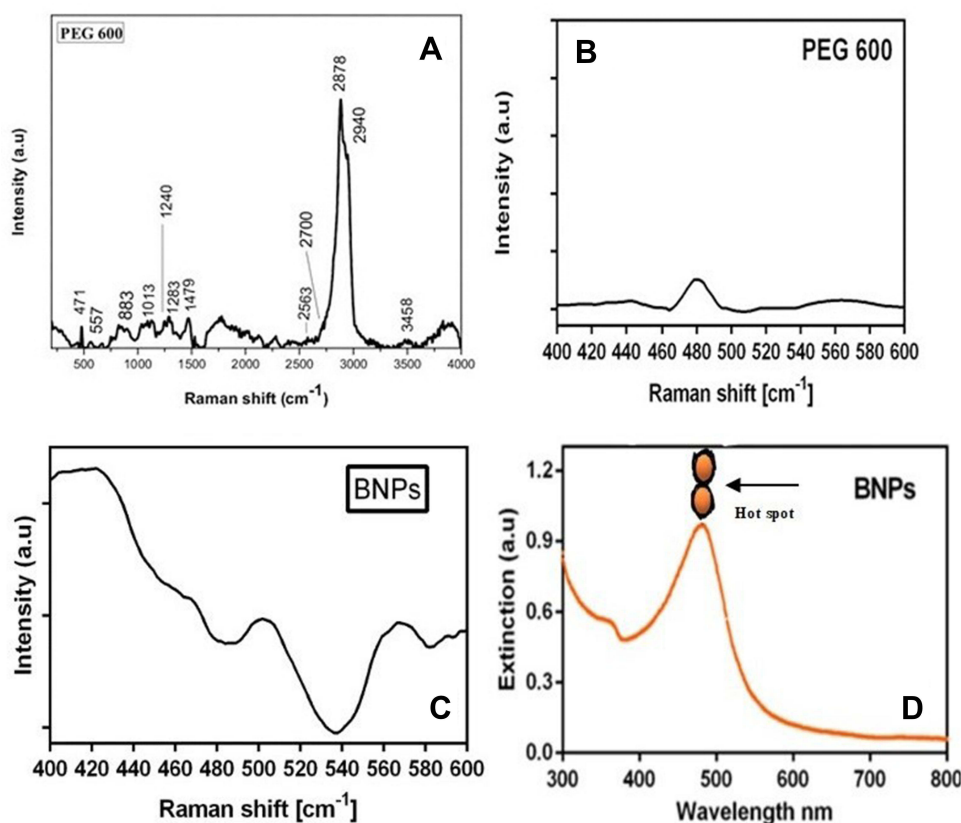 PEG 600
A
2878
2940
1240
2700
471
557
883
1013
1283
1479
2563
3458
Intensity (a.u)
500 1000 1500 2000 2500 3000 3500 4000
Raman shift (cm⁻¹)
B
PEG 600
Intensity (a.u)
400 420 440 460 480 500 520 540 560 580 600
Raman shift [cm⁻¹]
BNPs
Intensity (a.u)
C
400 420 440 460 480 500 520 540 560 580 600
Raman shift [cm⁻¹]
BNPs
Hot spot
Extinction (a.u)
1.2
0.9
0.6
0.3
0.0
D
300 400 500 600 700 800
Wavelength nm